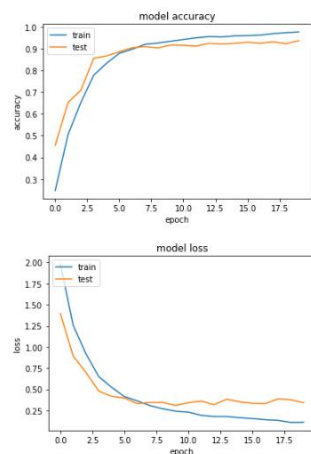 model accuracy
train
test
1.0
0.9
0.8
0.7
0.6
0.5
0.4
0.3
accuracy
0.0 2.5 5.0 7.5 10.0 12.5 15.0 17.5
epoch
model loss
train
test
2.00
1.75
1.50
1.25
1.00
0.75
0.50
0.25
loss
0.0 2.5 5.0 7.5 10.0 12.5 15.0 17.5
epoch